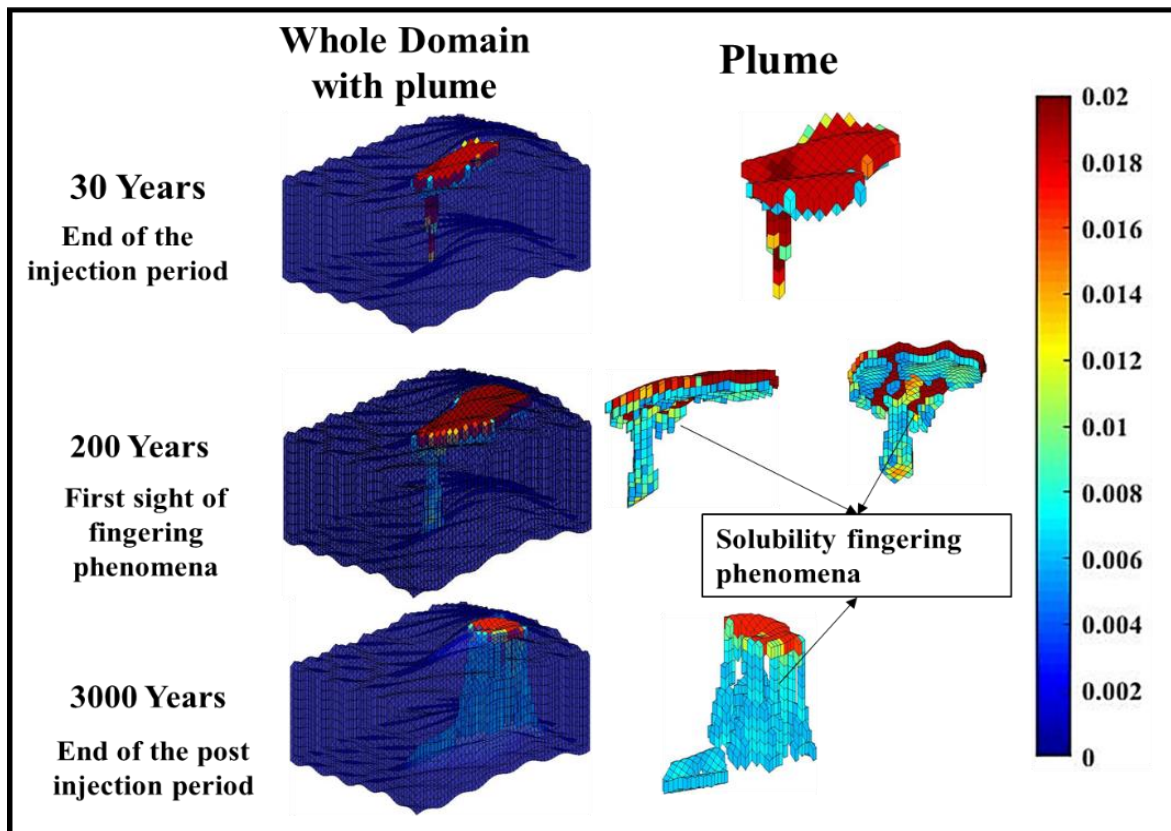 Whole Domain
with plume
Plume
30 Years
End of the
injection period
200 Years
First sight of
fingering
phenomena
Solubility fingering
phenomena
3000 Years
End of the post
injection period
0.02
0.018
0.016
0.014
0.012
0.01
0.008
0.006
0.004
0.002
0